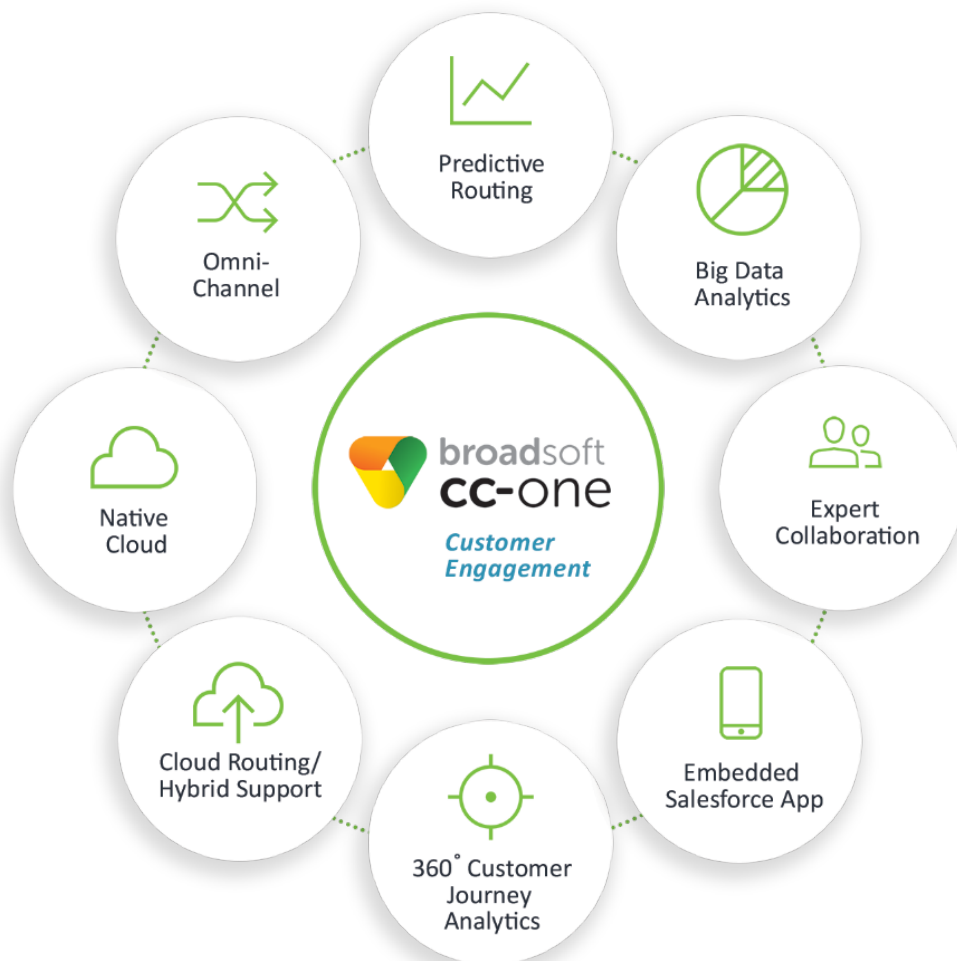 Predictive
Routing
Big Data
Analytics
Expert
Collaboration
Embedded
Salesforce App
360° Customer
Journey
Analytics
Cloud Routing/
Hybrid Support
Native
Cloud
Omni-
Channel
broadsoft
cc-one
Customer
Engagement